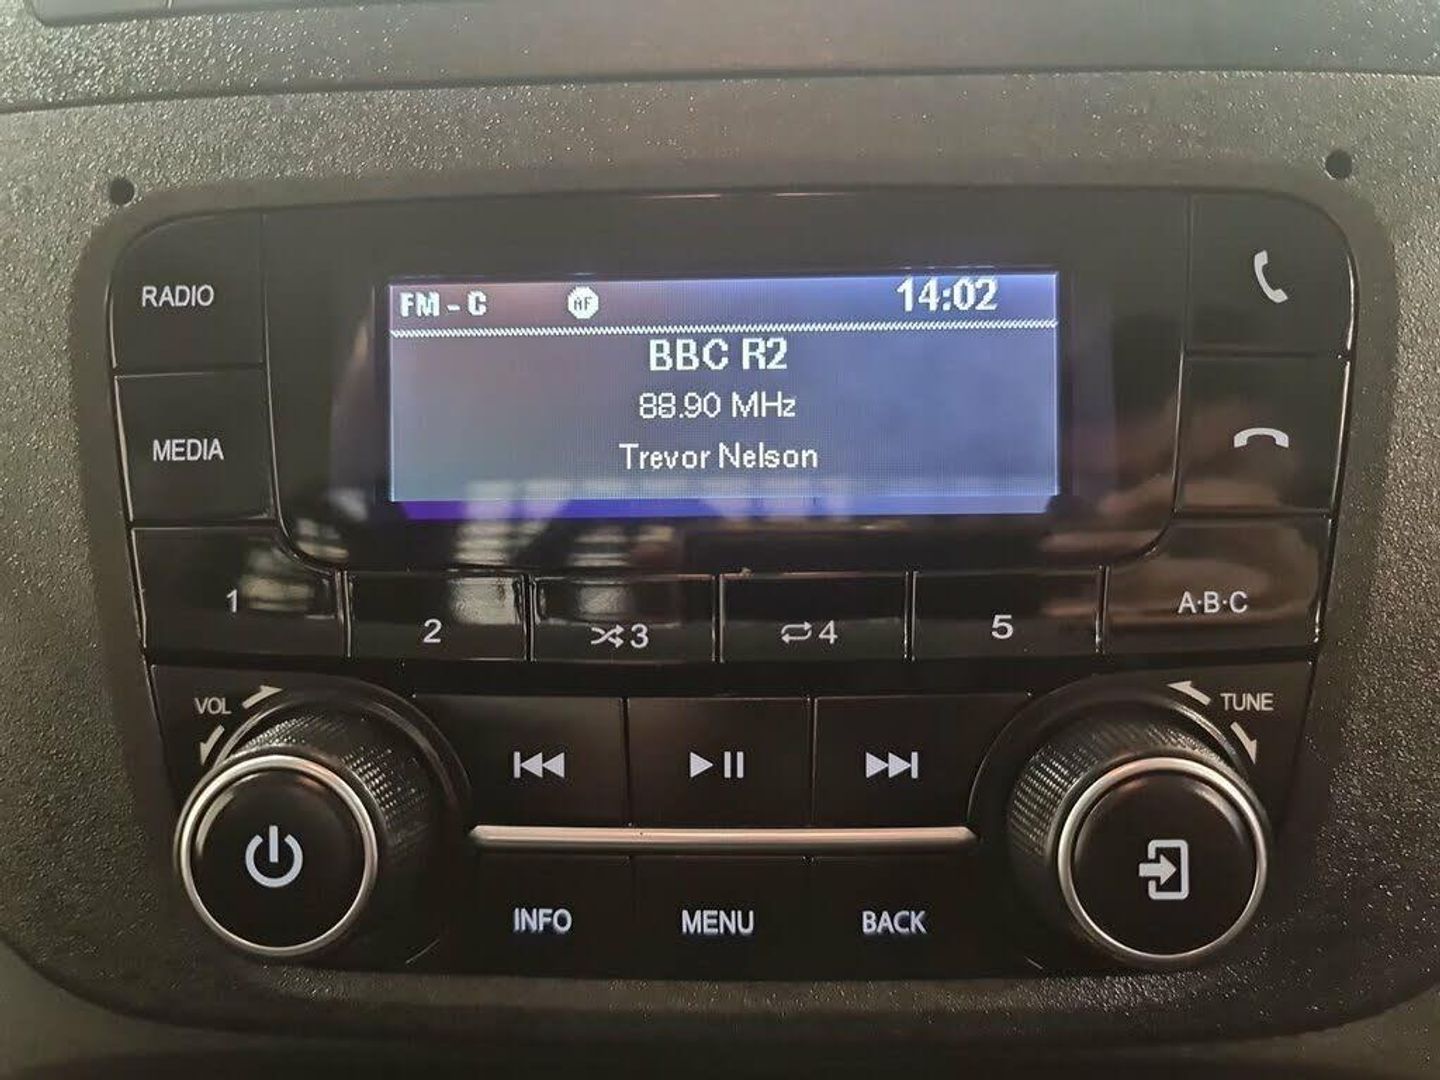 RADIO
MEDIA
FM - C AF 14:02
BBC R2
88.90 MHz
Trevor Nelson
1 2 3 4 5 A·B·C
VOL
TUNE
INFO MENU BACK